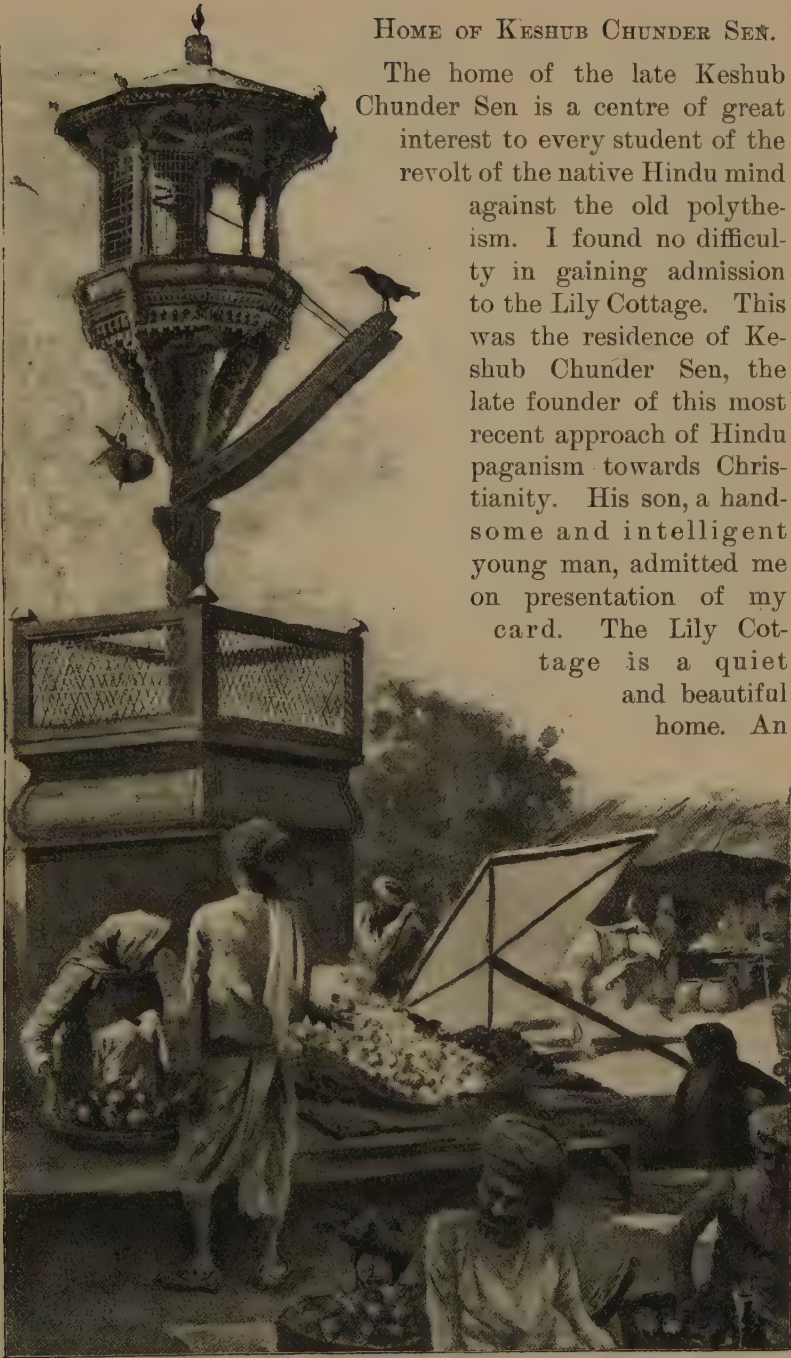 HOME OF KESHUB CHUNDER SEN.
The home of the late Keshub
Chunder Sen is a centre of great
interest to every student of the
revolt of the native Hindu mind
against the old polythe-
ism. I found no difficul-
ty in gaining admission
to the Lily Cottage. This
was the residence of Ke-
shub Chunder Sen, the
late founder of this most
recent approach of Hindu
paganism towards Chris-
tianity. His son, a hand-
some and intelligent
young man, admitted me
on presentation of my
card. The Lily Cot-
tage is a quiet
and beautiful
home. An